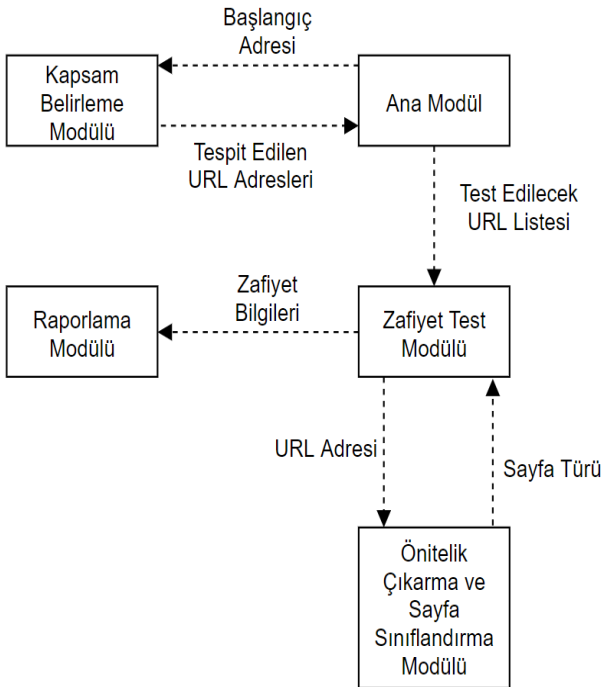 Başlangıç
Adresi
Kapsam
Belirleme
Modülü
Ana Modül
Tespit Edilen
URL Adresleri
Test Edilecek
URL Listesi
Zafiyet
Bilgileri
Raporlama
Modülü
Zafiyet Test
Modülü
URL Adresi
Sayfa Türü
Önitelik
Çıkarma ve
Sayfa
Sınıflandırma
Modülü